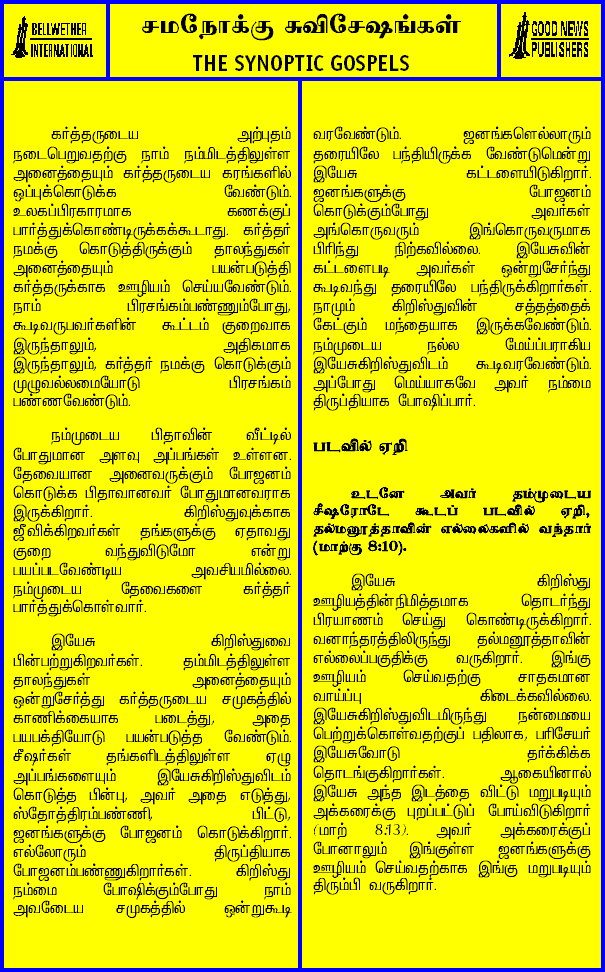 BELLWETHER
INTERNATIONAL
சமநோக்கு சுவிசேஷங்கள்
THE SYNOPTIC GOSPELS
GOOD NEWS
PUBLISHERS
கர்த்தருடைய அற்புதம்
நடைபெறுவதற்கு நாம் நம்மிடத்திலுள்ள
அனைத்தையும் கர்த்தருடைய கரங்களில்
ஒப்புக்கொடுக்க வேண்டும்.
உலகப்பிரகாரமாக கணக்குப்
பார்த்துக்கொண்டிருக்கக்கூடாது. கர்த்தர்
நமக்கு கொடுத்திருக்கும் தாலந்துகள்
அனைத்தையும் பயன்படுத்தி
கர்த்தருக்காக ஊழியம் செய்யவேண்டும்.
நாம் பிரசங்கம்பண்ணும்போது,
கூடிவருபவர்களின் கூட்டம் குறைவாக
இருந்தாலும், அதிகமாக
இருந்தாலும், கர்த்தர் நமக்கு கொடுக்கும்
முழுவல்லமையோடு பிரசங்கம்
பண்ணவேண்டும்.
நம்முடைய பிதாவின் வீட்டில்
போதுமான அளவு அப்பங்கள் உள்ளன.
தேவையான அனைவருக்கும் போஜனம்
கொடுக்க பிதாவானவர் போதுமானவராக
இருக்கிறார். கிறிஸ்துவுக்காக
ஜீவிக்கிறவர்கள் தங்களுக்கு ஏதாவது
குறை வந்துவிடுமோ என்று
பயப்படவேண்டிய அவசியமில்லை.
நம்முடைய தேவைகளை கர்த்தர்
பார்த்துக்கொள்வார்.
இயேசு கிறிஸ்துவை
பின்பற்றுகிறவர்கள். தம்மிடத்திலுள்ள
தாலந்துகள் அனைத்தையும்
ஒன்றுசேர்த்து கர்த்தருடைய சமுகத்தில்
காணிக்கையாக படைத்து, அதை
பயபக்தியோடு பயன்படுத்த வேண்டும்.
சீஷர்கள் தங்களிடத்திலுள்ள ஏழு
அப்பங்களையும் இயேசுகிறிஸ்துவிடம்
கொடுத்த பின்பு, அவர் அதை எடுத்து,
ஸ்தோத்திரம்பண்ணி, பிட்டு,
ஜனங்களுக்கு போஜனம் கொடுக்கிறார்.
எல்லோரும் திருப்தியாக
போஜனம்பண்ணுகிறார்கள். கிறிஸ்து
நம்மை போஷிக்கும்போது நாம்
அவடைய சமுகத்தில் ஒன்றுகூடி
வரவேண்டும். ஜனங்களெல்லாரும்
தரையிலே பந்தியிருக்க வேண்டுமென்று
இயேசு கட்டளையிடுகிறார்.
ஜனங்களுக்கு போஜனம்
கொடுக்கும்போது அவர்கள்
அங்கொருவரும் இங்கொருவருமாக
பிரிந்து நிற்கவில்லை. இயேசுவின்
கட்டளைபடி அவர்கள் ஒன்றுசேர்ந்து
கூடிவந்து தரையிலே பந்திருக்கிறார்கள்.
நாமும் கிறிஸ்துவின் சத்தத்தைக்
கேட்கும் மந்தையாக இருக்கவேண்டும்.
நம்முடைய நல்ல மேய்ப்பராகிய
இயேசுகிறிஸ்துவிடம் கூடிவரவேண்டும்.
அப்போது மெய்யாகவே அவர் நம்மை
திருப்தியாக போஷிப்பார்.
படவில் ஏறி
உடனே அவர் தம்முடைய
சீஷரோடே கூடப் படவில் ஏறி,
தல்மனூத்தாவின் எல்லைகளில் வந்தார்
(மாற்கு 8:10).
இயேசு கிறிஸ்து
ஊழியத்தின்நிமித்தமாக தொடர்ந்து
பிரயாணம் செய்து கொண்டிருக்கிறார்.
வனாந்தரத்திலிருந்து தல்மனூத்தாவின்
எல்லைப்பகுதிக்கு வருகிறார். இங்கு
ஊழியம் செய்வதற்கு சாதகமான
வாய்ப்பு கிடைக்கவில்லை.
இயேசுகிறிஸ்துவிடமிருந்து நன்மையை
பெற்றுக்கொள்வதற்குப் பதிலாக, பரிசேயர்
இயேசுவோடு தர்க்கிக்க
தொடங்குகிறார்கள். ஆகையினால்
இயேசு அந்த இடத்தை விட்டு மறுபடியும்
அக்கரைக்கு புறப்பட்டுப் போய்விடுகிறார்
(மாற் 8:13). அவர் அக்கரைக்குப்
போனாலும் இங்குள்ள ஜனங்களுக்கு
ஊழியம் செய்வதற்காக இங்கு மறுபடியும்
திரும்பி வருகிறார்.